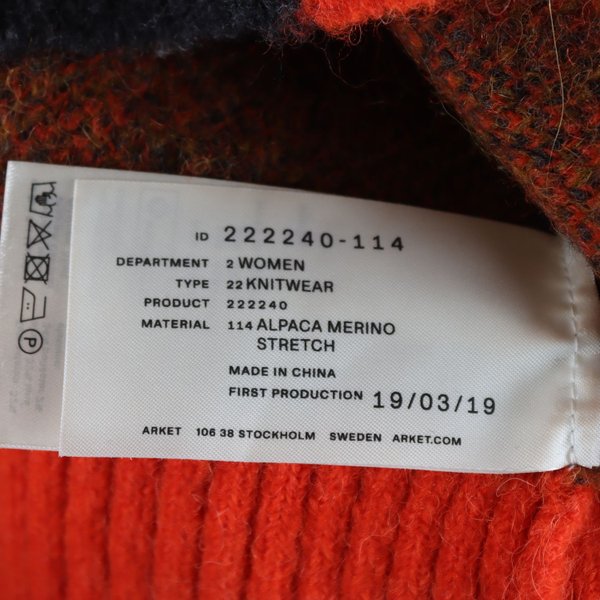 ID 222240-114
DEPARTMENT 2 WOMEN
TYPE 22 KNITWEAR
PRODUCT 222240
MATERIAL 114 ALPACA MERINO
STRETCH
MADE IN CHINA
FIRST PRODUCTION 19/03/19
ARKET 106 38 STOCKHOLM SWEDEN ARKET.COM
P